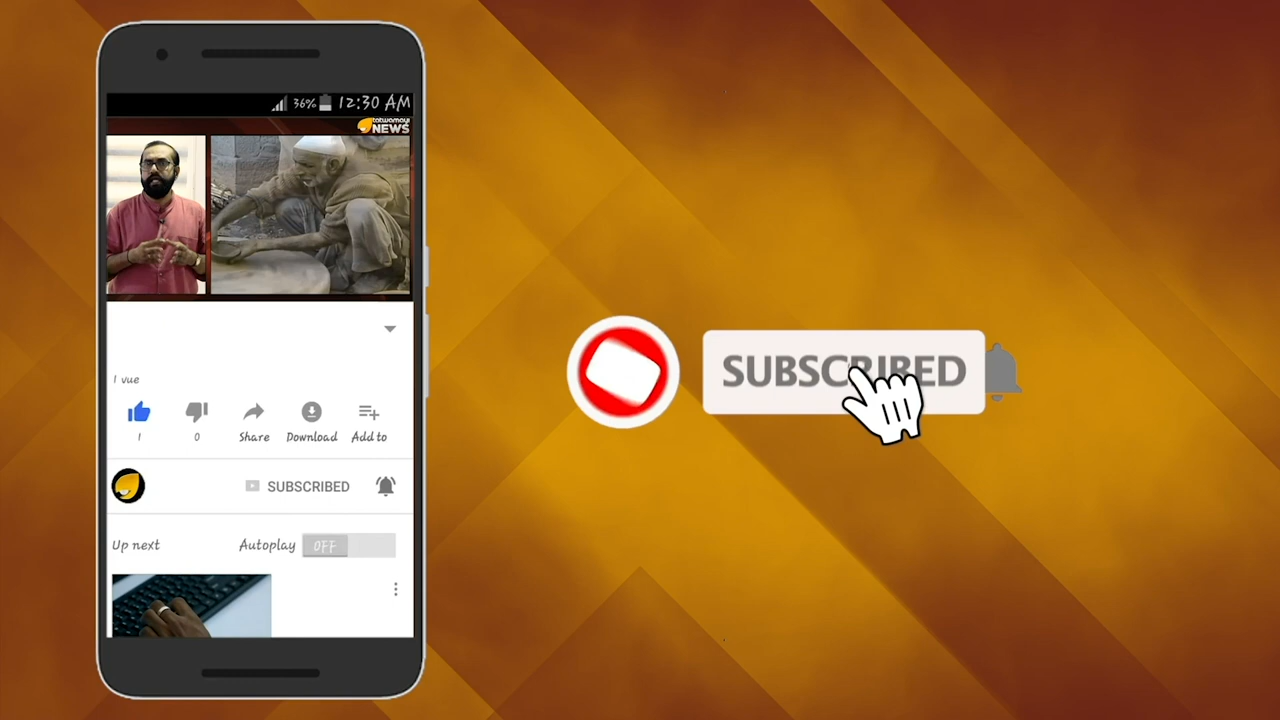 36% 12:30 AM
tatwamayi
NEWS
1 vue
1
0
Share
Download
Add to
SUBSCRIBED
Up next
Autoplay
OFF
SUBSCRIBED